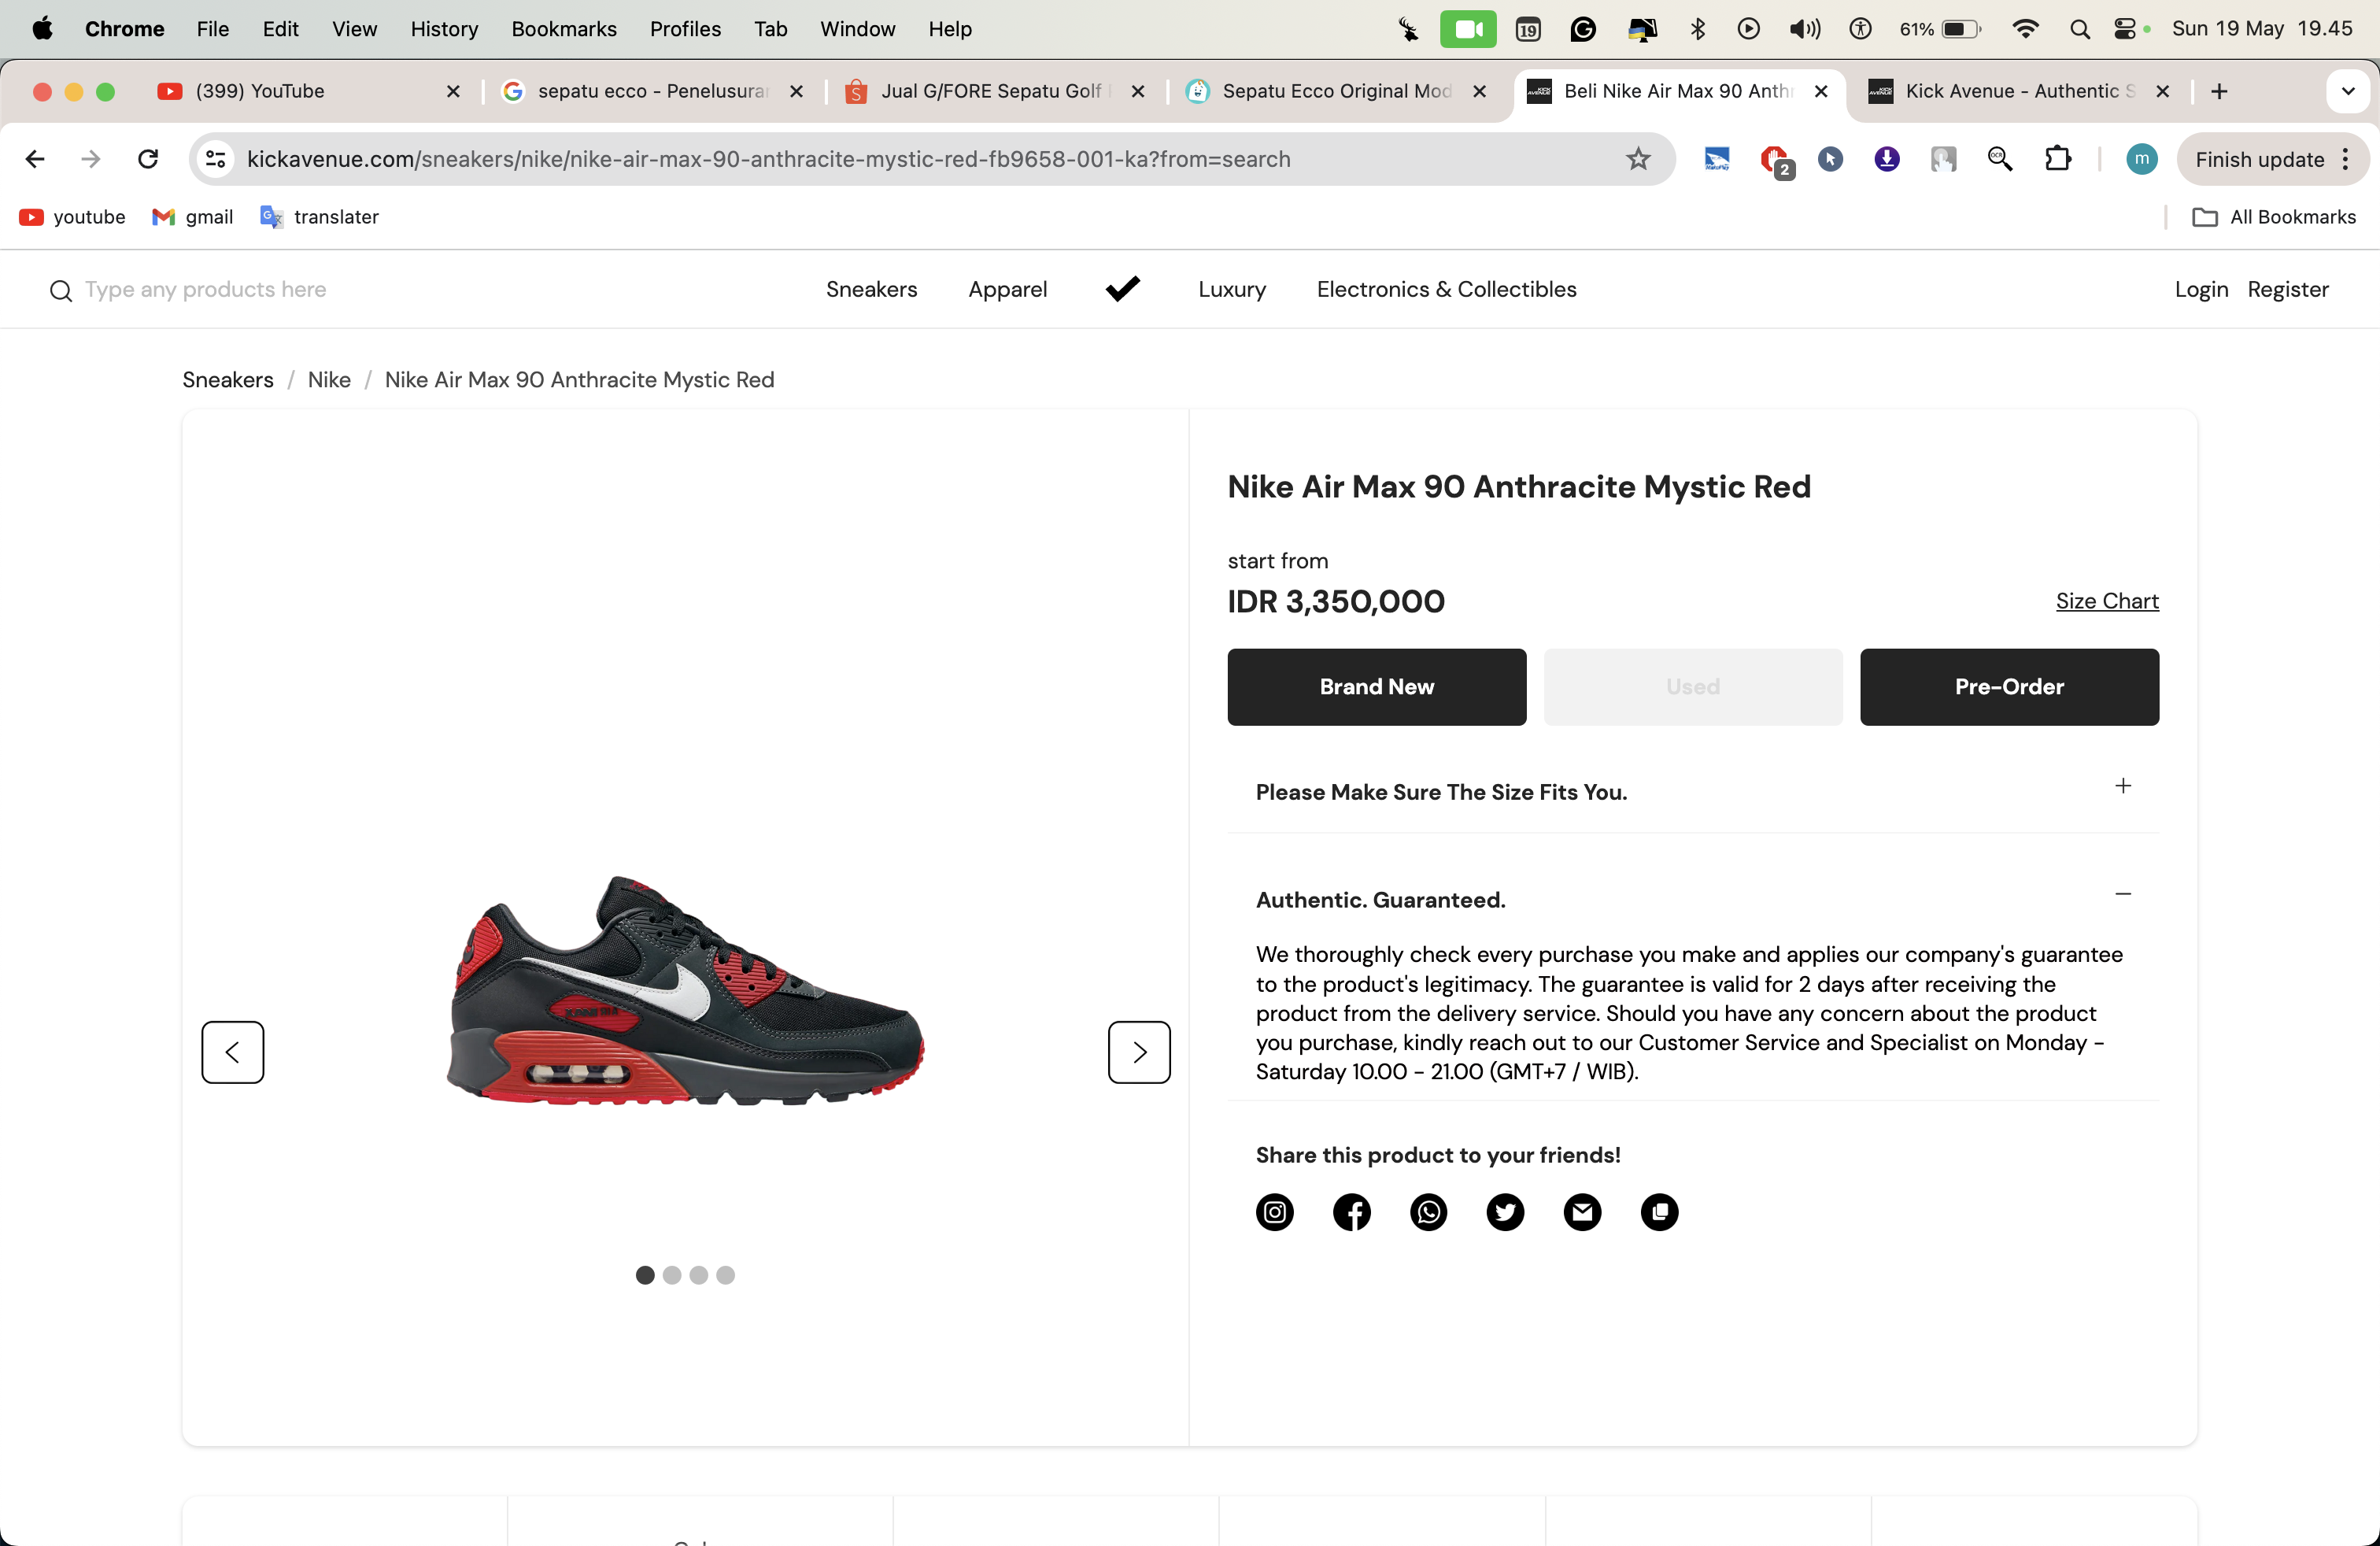 Chrome File Edit View History Bookmarks Profiles Tab Window Help 19 61% Sun 19 May 19.45
(399) YouTube sepatu ecco - Penelusuran Jual G/FORE Sepatu Golf Sepatu Ecco Original Mod Beli Nike Air Max 90 Anth Kick Avenue - Authentic S
kickavenue.com/sneakers/nike/nike-air-max-90-anthracite-mystic-red-fb9658-001-ka?from=search 2 OCR m Finish update
youtube gmail translater All Bookmarks
Type any products here Sneakers Apparel Luxury Electronics & Collectibles Login Register
Sneakers / Nike / Nike Air Max 90 Anthracite Mystic Red
Nike Air Max 90 Anthracite Mystic Red
start from
IDR 3,350,000 Size Chart
Brand New Used Pre-Order
Please Make Sure The Size Fits You.
Authentic. Guaranteed.
We thoroughly check every purchase you make and applies our company's guarantee
to the product's legitimacy. The guarantee is valid for 2 days after receiving the
product from the delivery service. Should you have any concern about the product
you purchase, kindly reach out to our Customer Service and Specialist on Monday -
Saturday 10.00 - 21.00 (GMT+7 / WIB).
Share this product to your friends!